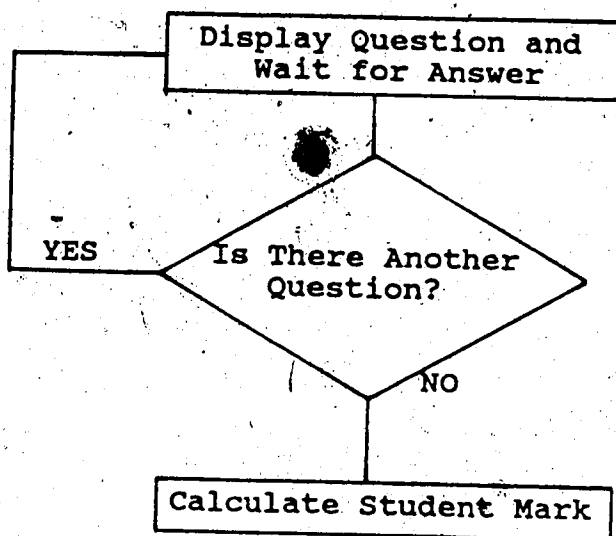 Display Question and
Wait for Answer
YES
Is There Another
Question?
NO
Calculate Student Mark